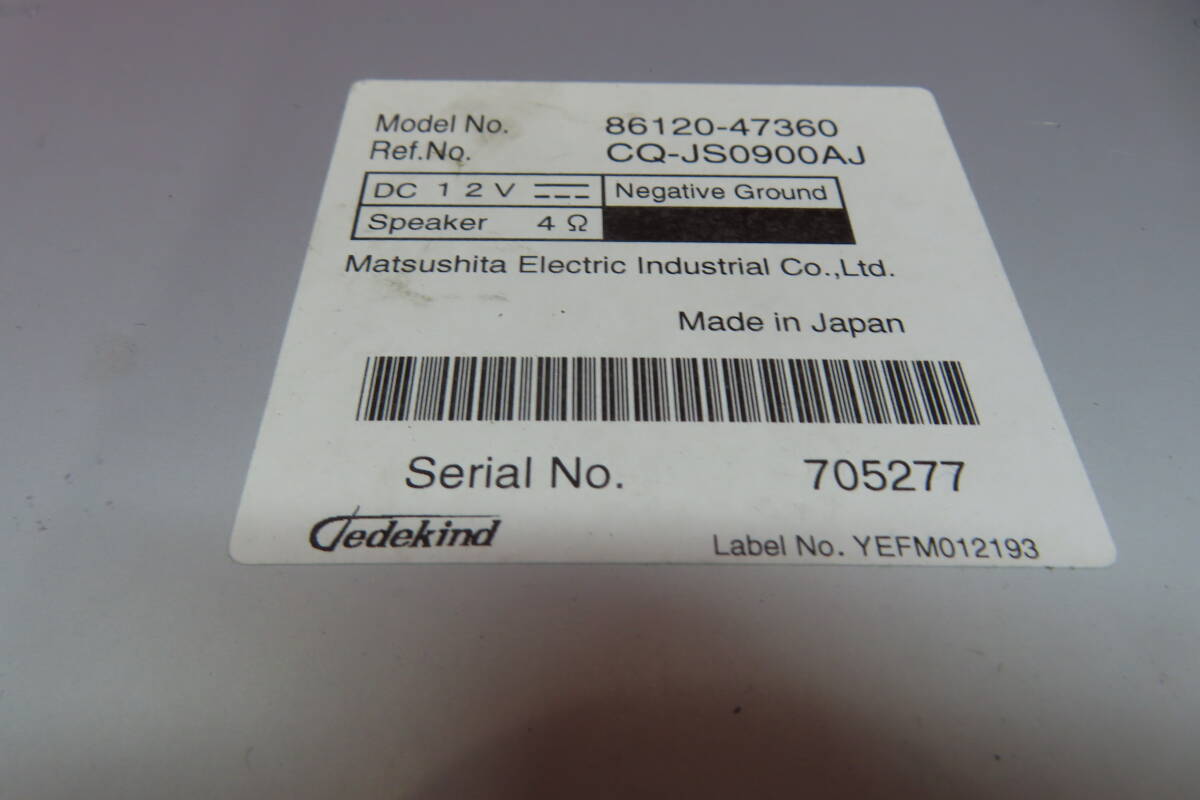 Model No. 86120-47360
Ref.No. CQ-JS0900AJ
DC 12V Negative Ground
Speaker 4Ω
Matsushita Electric Industrial Co.,Ltd.
Made in Japan
Serial No. 705277
Jedekind Label No. YEFM012193